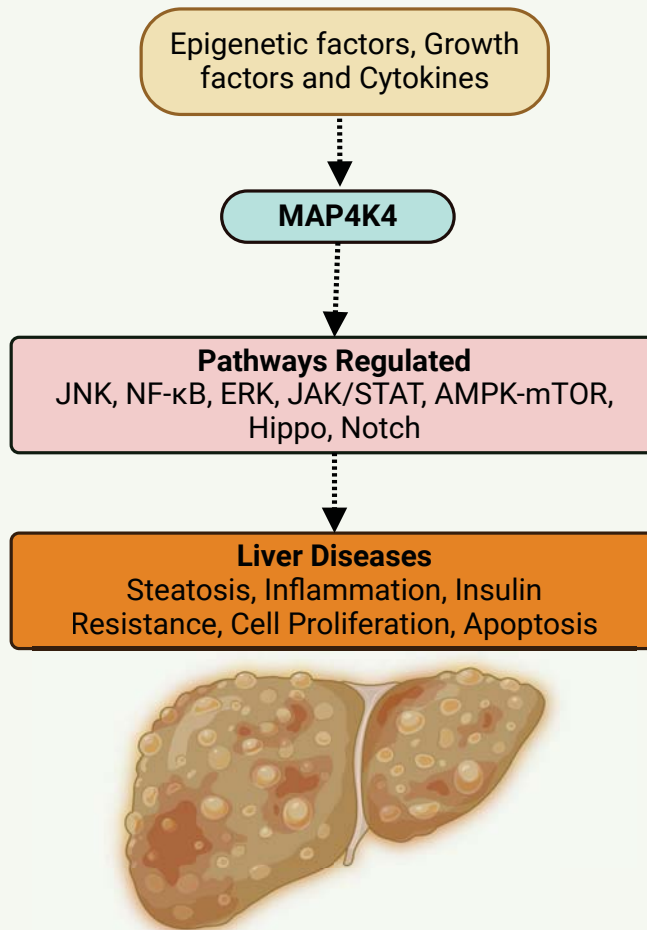 Epigenetic factors, Growth
factors and Cytokines
MAP4K4
Pathways Regulated
JNK, NF-κB, ERK, JAK/STAT, AMPK-mTOR,
Hippo, Notch
Liver Diseases
Steatosis, Inflammation, Insulin
Resistance, Cell Proliferation, Apoptosis